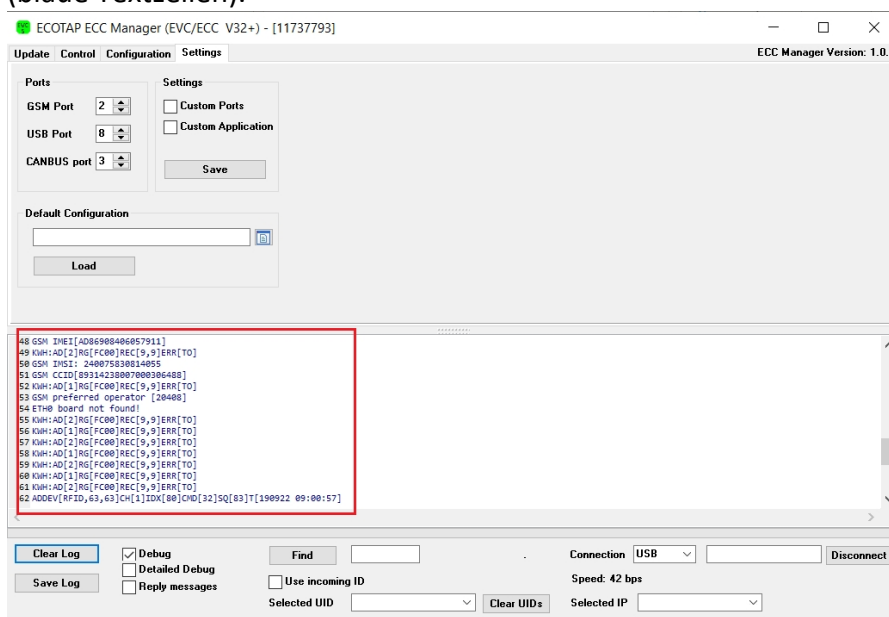 (blaue Textzeilen).
ECOTAP ECC Manager (EVC/ECC V32+) - [11737793]
Update Control Configuration Settings
ECC Manager Version: 1.0.
Ports
GSM Port 2
USB Port 8
CANBUS port 3
Settings
Custom Ports
Custom Application
Save
Default Configuration
Load
48 GSM IMEI[AD86908406057911]
49 KWH:AD[2]RG[FC00]REC[9,9]ERR[TO]
50 GSM IMSI: 240075830814055
51 GSM CCID[89314238007000306488]
52 KWH:AD[1]RG[FC00]REC[9,9]ERR[TO]
53 GSM preferred operator [20408]
54 ETH0 board not found!
55 KWH:AD[2]RG[FC00]REC[9,9]ERR[TO]
56 KWH:AD[1]RG[FC00]REC[9,9]ERR[TO]
57 KWH:AD[2]RG[FC00]REC[9,9]ERR[TO]
58 KWH:AD[1]RG[FC00]REC[9,9]ERR[TO]
59 KWH:AD[2]RG[FC00]REC[9,9]ERR[TO]
60 KWH:AD[1]RG[FC00]REC[9,9]ERR[TO]
61 KWH:AD[2]RG[FC00]REC[9,9]ERR[TO]
62 ADDEV[RFID,63,63]CH[1]IDX[80]CMD[32]SQ[83]T[190922 09:00:57]
Clear Log
Save Log
Debug
Detailed Debug
Reply messages
Find
.
Use incoming ID
Selected UID
Clear UIDs
Connection USB
Disconnect
Speed: 42 bps
Selected IP